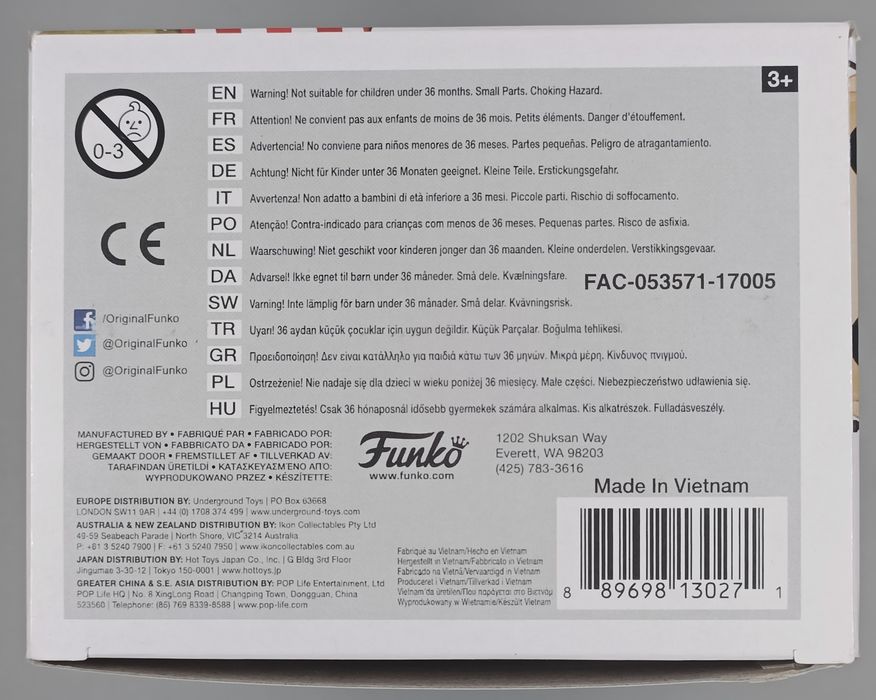 3+
0-3
EN Warning! Not suitable for children under 36 months. Small Parts. Choking Hazard.
FR Attention! Ne convient pas aux enfants de moins de 36 mois. Petits éléments. Danger d'étouffement.
ES Advertencia! No conviene para niños menores de 36 meses. Partes pequeñas. Peligro de atragantamiento.
DE Achtung! Nicht für Kinder unter 36 Monaten geeignet. Kleine Teile. Erstickungsgefahr.
IT Avvertenza! Non adatto a bambini di età inferiore a 36 mesi. Piccole parti. Rischio di soffocamento.
PO Atenção! Contra-indicado para crianças com menos de 36 meses. Pequenas partes. Risco de asfixia.
CE
NL Waarschuwing! Niet geschikt voor kinderen jonger dan 36 maanden. Kleine onderdelen. Verstikkingsgevaar.
DA Advarsel! Ikke egnet til børn under 36 måneder. Små dele. Kvælningsfare.
FAC-053571-17005
SW Varning! Inte lämplig för barn under 36 månader. Små delar. Kvävningsrisk.
TR Uyarı! 36 aydan küçük çocuklar için uygun değildir. Küçük Parçalar. Boğulma tehlikesi.
GR Προειδοποίηση! Δεν είναι κατάλληλο για παιδιά κάτω των 36 μηνών. Μικρά μέρη. Κίνδυνος πνιγμού.
PL Ostrzeżenie! Nie nadaje się dla dzieci w wieku poniżej 36 miesięcy. Małe części. Niebezpieczeństwo udławienia się.
HU Figyelmeztetés! Csak 36 hónaposnál idősebb gyermekek számára alkalmas. Kis alkatrészek. Fulladásveszély.
f /OriginalFunko
@OriginalFunko
@OriginalFunko
MANUFACTURED BY • FABRIQUÉ PAR • FABRICADO POR:
HERGESTELLT VON • FABBRICATO DA • FABRICADO POR:
GEMAAKT DOOR • FREMSTILLET AF • TILLVERKAD AV:
TARAFINDAN ÜRETİLDİ • ΚΑΤΑΣΚΕΥΑΣΜΈΝΟ ΑΠΌ:
WYPRODUKOWANO PRZEZ • KÉSZÍTETTE:
Funko
www.funko.com
1202 Shuksan Way
Everett, WA 98203
(425) 783-3616
Made In Vietnam
EUROPE DISTRIBUTION BY: Underground Toys | PO Box 63668
LONDON SW11 9AR | +44 (0) 1708 374 499 | www.underground-toys.com
AUSTRALIA & NEW ZEALAND DISTRIBUTION BY: Ikon Collectables Pty Ltd
49-59 Seabeach Parade | North Shore, VIC 3214 Australia
P: +61 3 5240 7900 | F: +61 3 5240 7950 | www.ikoncollectables.com.au
JAPAN DISTRIBUTION BY: Hot Toys Japan Co., Inc. | G Bldg 3rd Floor
Jingumae 3-30-12 | Tokyo 150-0001 | www.hottoys.jp
GREATER CHINA & S.E. ASIA DISTRIBUTION BY: POP Life Entertainment. Ltd
POP Life HQ | No. 8 XingLong Road | Changping Town, Dongguan, China
523560 | Telephone: (86) 769 8339-8588 | www.pop-life.com
Fabriqué au Vietnam/Hecho en Vietnam
Hergestellt in Vietnam/Fabbricato in Vietnam
Fabricado na Vietnã/Vervaardigd in Vietnam
Produceret i Vietnam/Tillverkad i Vietnam
Vietnam'da üretilen/Που παράγεται στο Βιετνάμ
Wyprodukowany w Wietnamie/Készült Vietnam
8 89698 13027 1